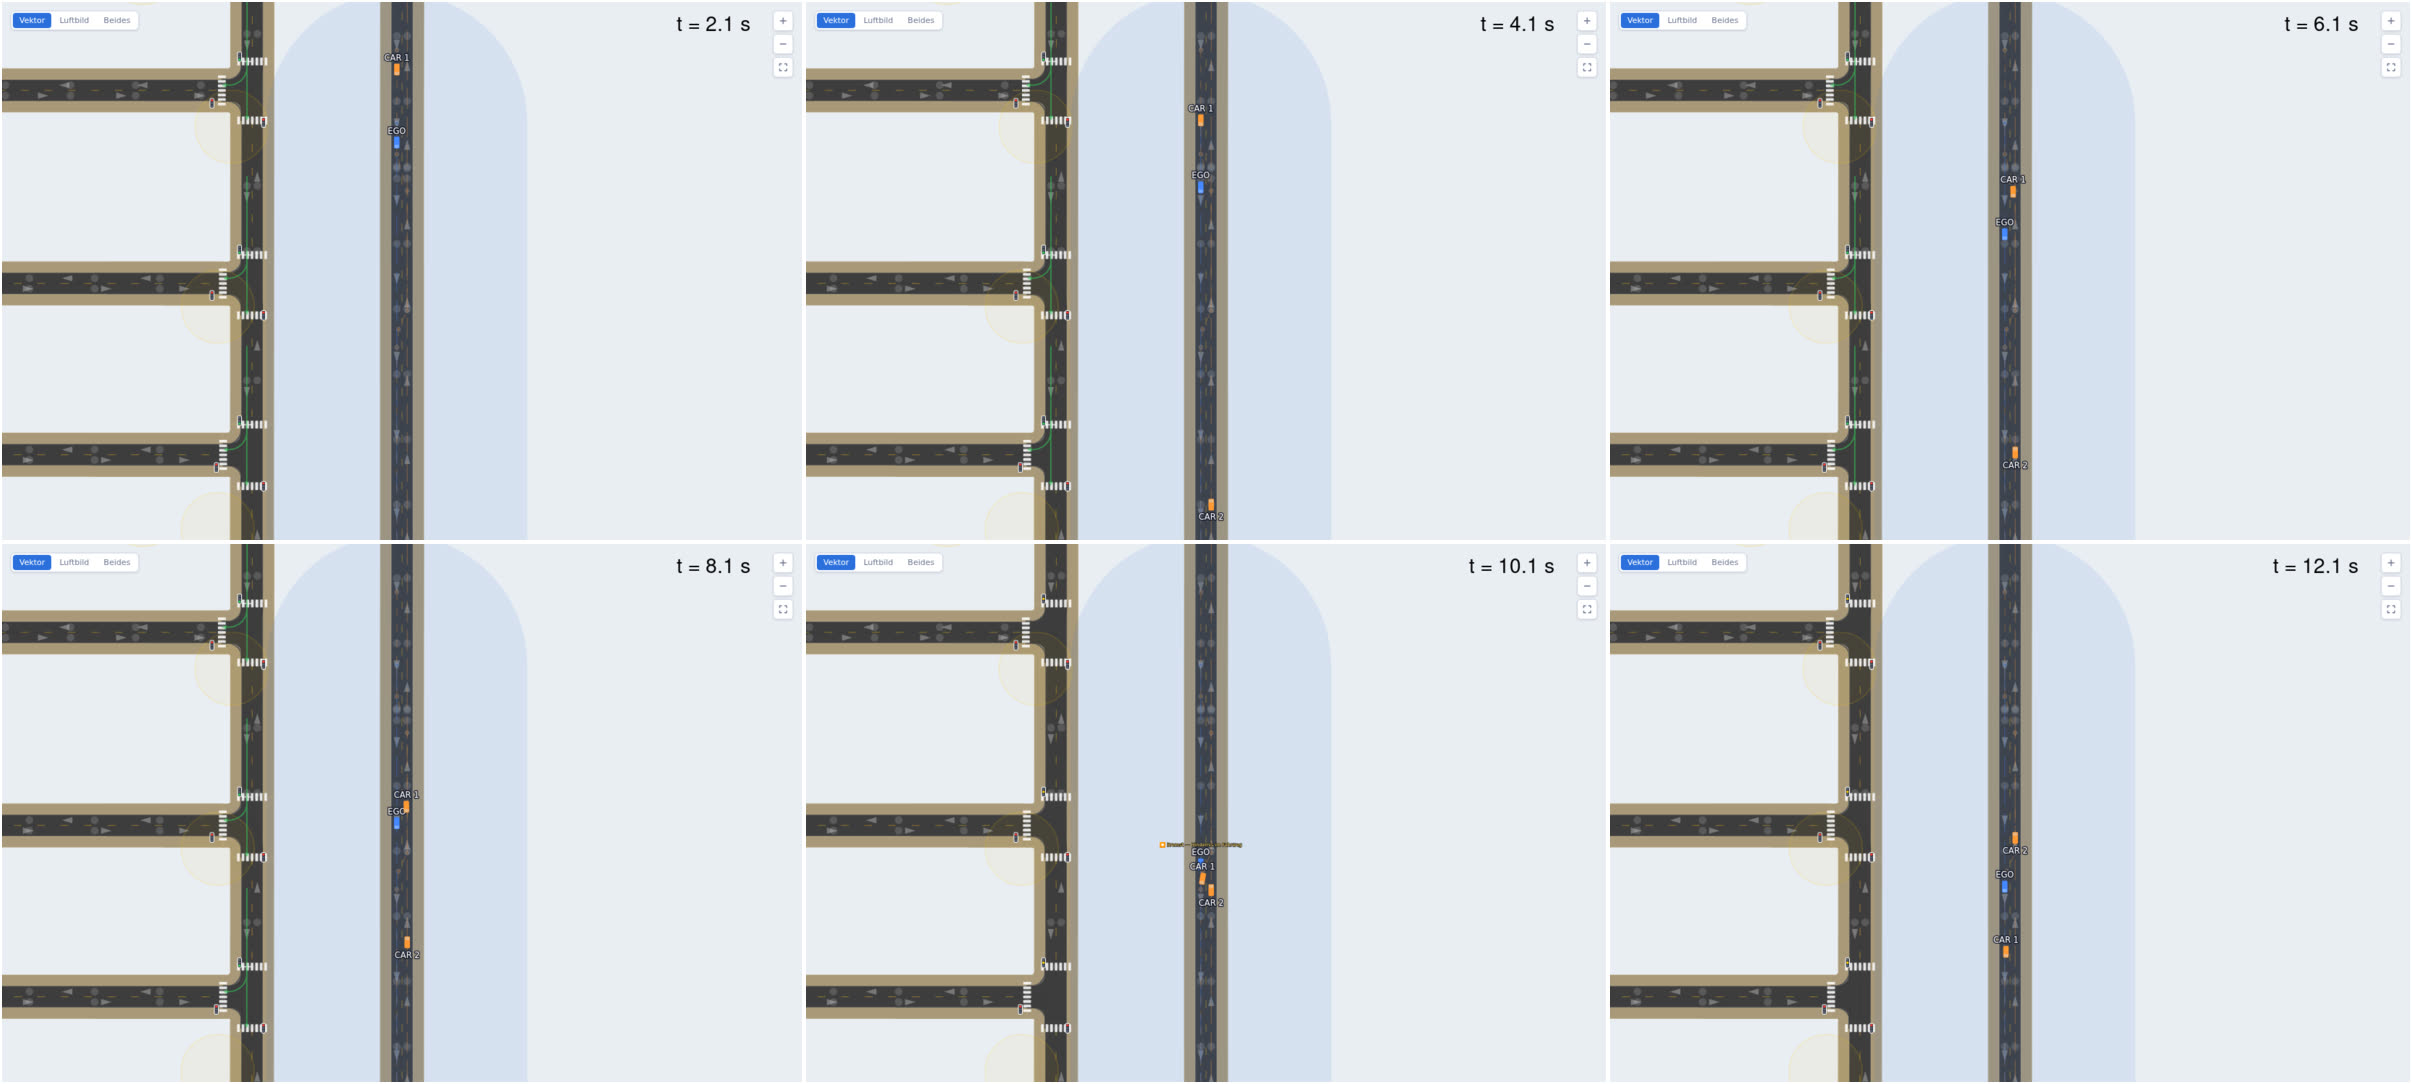 Vektor Luftbild Beides
t = 2.1 s
+
−
CAR 1
EGO
Vektor Luftbild Beides
t = 4.1 s
+
−
CAR 1
EGO
CAR 2
Vektor Luftbild Beides
t = 6.1 s
+
−
CAR 1
EGO
CAR 2
Vektor Luftbild Beides
t = 8.1 s
+
−
CAR 1
EGO
CAR 2
Vektor Luftbild Beides
t = 10.1 s
+
−
EGO
CAR 1
CAR 2
Vektor Luftbild Beides
t = 12.1 s
+
−
CAR 2
EGO
CAR 1